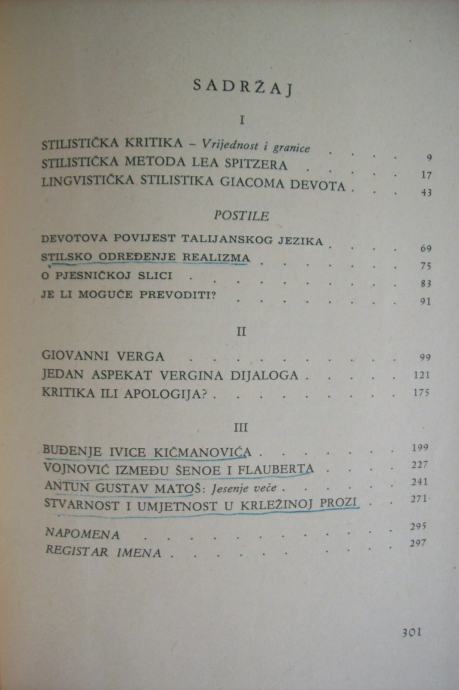 SADRŽAJ
I
STILISTIČKA KRITIKA – Vrijednost i granice . . . . 9
STILISTIČKA METODA LEA SPITZERA . . . . 17
LINGVISTIČKA STILISTIKA GIACOMA DEVOTA . . . 43
POSTILE
DEVOTOVA POVIJEST TALIJANSKOG JEZIKA . . . . 69
STILSKO ODREĐENJE REALIZMA . . . . . . 75
O PJESNIČKOJ SLICI . . . . . . . . 83
JE LI MOGUĆE PREVODITI? . . . . . . 91
II
GIOVANNI VERGA . . . . . . . . 99
JEDAN ASPEKAT VERGINA DIJALOGA . . . . . 121
KRITIKA ILI APOLOGIJA? . . . . . . . 175
III
BUĐENJE IVICE KIČMANOVIĆA . . . . . . 199
VOJNOVIĆ IZMEĐU ŠENOE I FLAUBERTA . . . . 227
ANTUN GUSTAV MATOŠ: Jesenje veče . . . . . 241
STVARNOST I UMJETNOST U KRLEŽINOJ PROZI . . . 271
NAPOMENA . . . . . . . . . . 295
REGISTAR IMENA . . . . . . . . . 297
301